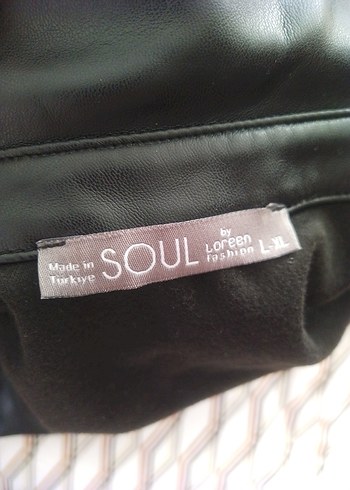 Made in
Türkiye
SOUL
by
Loreen
fashion
L-XL